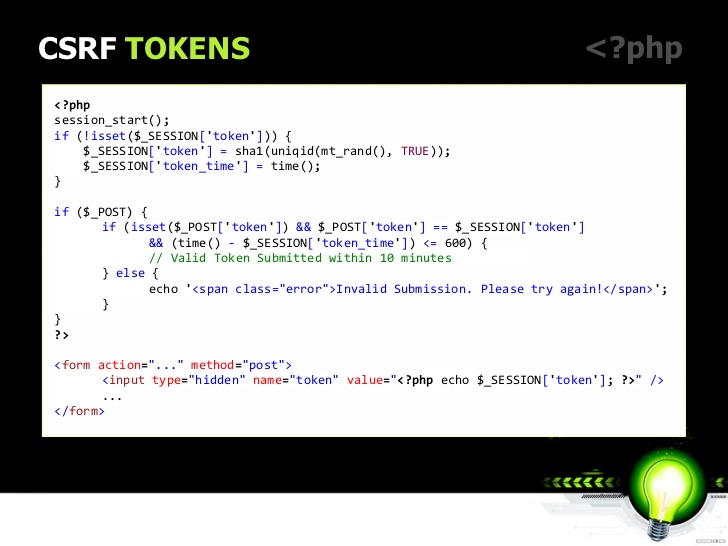 CSRF TOKENS
<?php
<?php
session_start();
if (!isset($_SESSION['token'])) {
    $_SESSION['token'] = sha1(uniqid(mt_rand(), TRUE));
    $_SESSION['token_time'] = time();
}

if ($_POST) {
    if (isset($_POST['token']) && $_POST['token'] == $_SESSION['token']
        && (time() - $_SESSION['token_time']) <= 600) {
        // Valid Token Submitted within 10 minutes
    } else {
        echo '<span class="error">Invalid Submission. Please try again!</span>';
    }
}
?>

<form action="..." method="post">
    <input type="hidden" name="token" value="<?php echo $_SESSION['token']; ?>" />
    ...
</form>